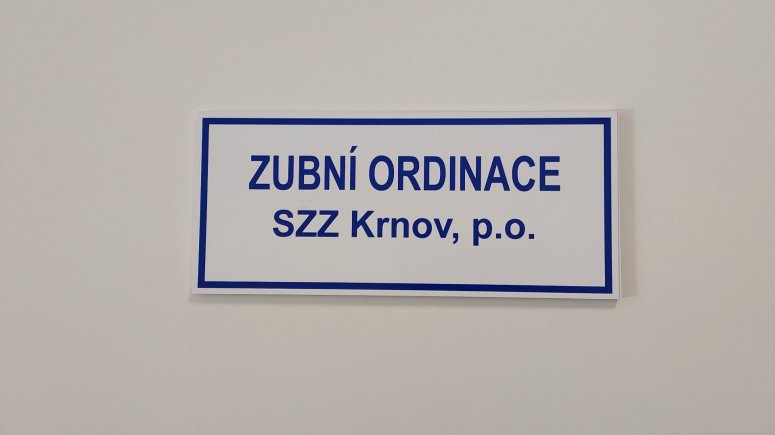 ZUBNÍ ORDINACE
SZZ Krnov, p.o.